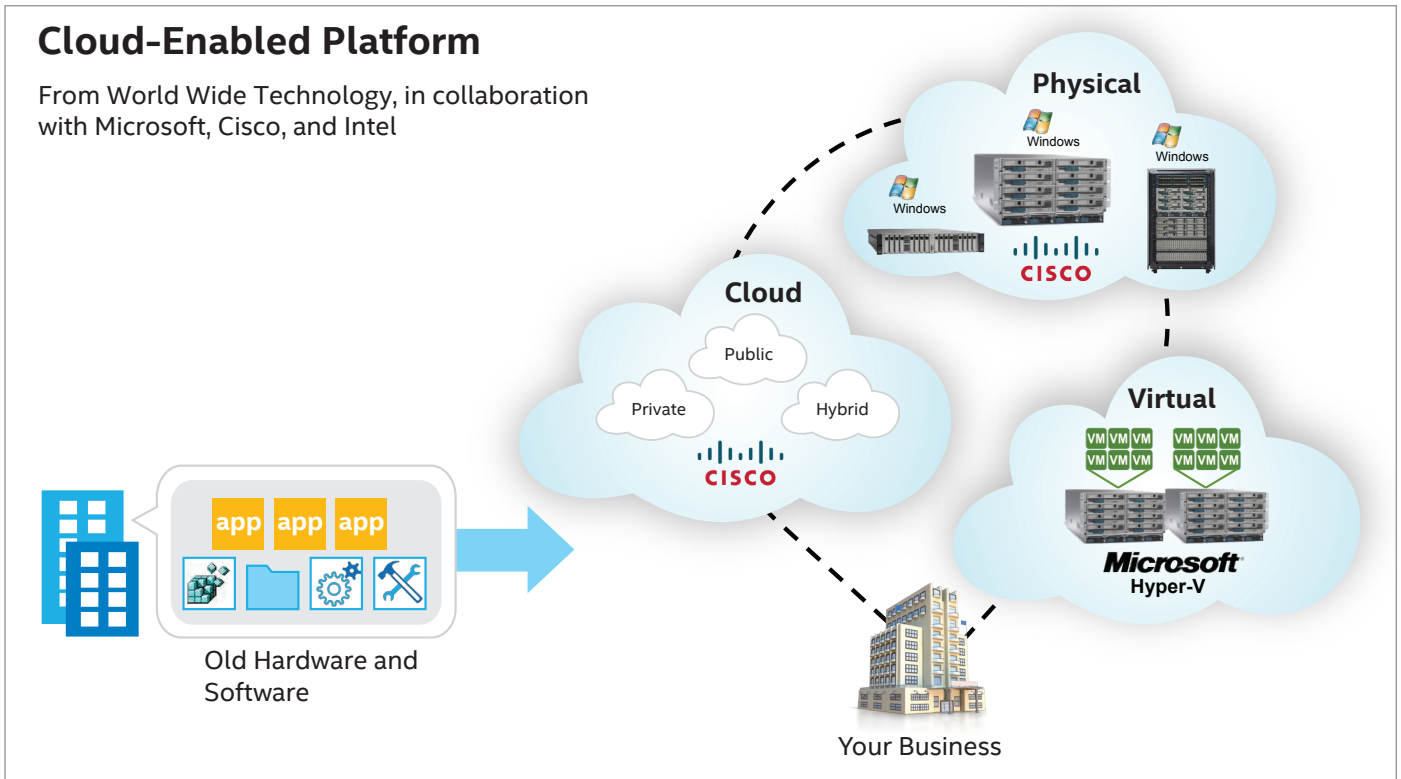 Cloud-Enabled Platform
From World Wide Technology, in collaboration
with Microsoft, Cisco, and Intel
Physical
Windows
Windows
Windows
CISCO
Cloud
Public
Private
Hybrid
CISCO
Virtual
VM VM VM
VM VM VM
VM VM VM
VM VM VM
Microsoft
Hyper-V
app app app
Old Hardware and
Software
Your Business